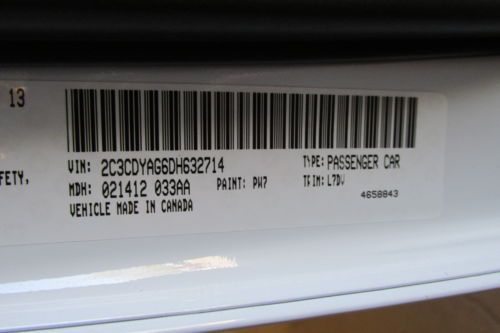 13
VIN: 2C3CDYAG6DH632714 TYPE: PASSENGER CAR
FETY,
MDH: 021412 033AA PAINT: PW7 TRIM: L7DV
4658843
VEHICLE MADE IN CANADA